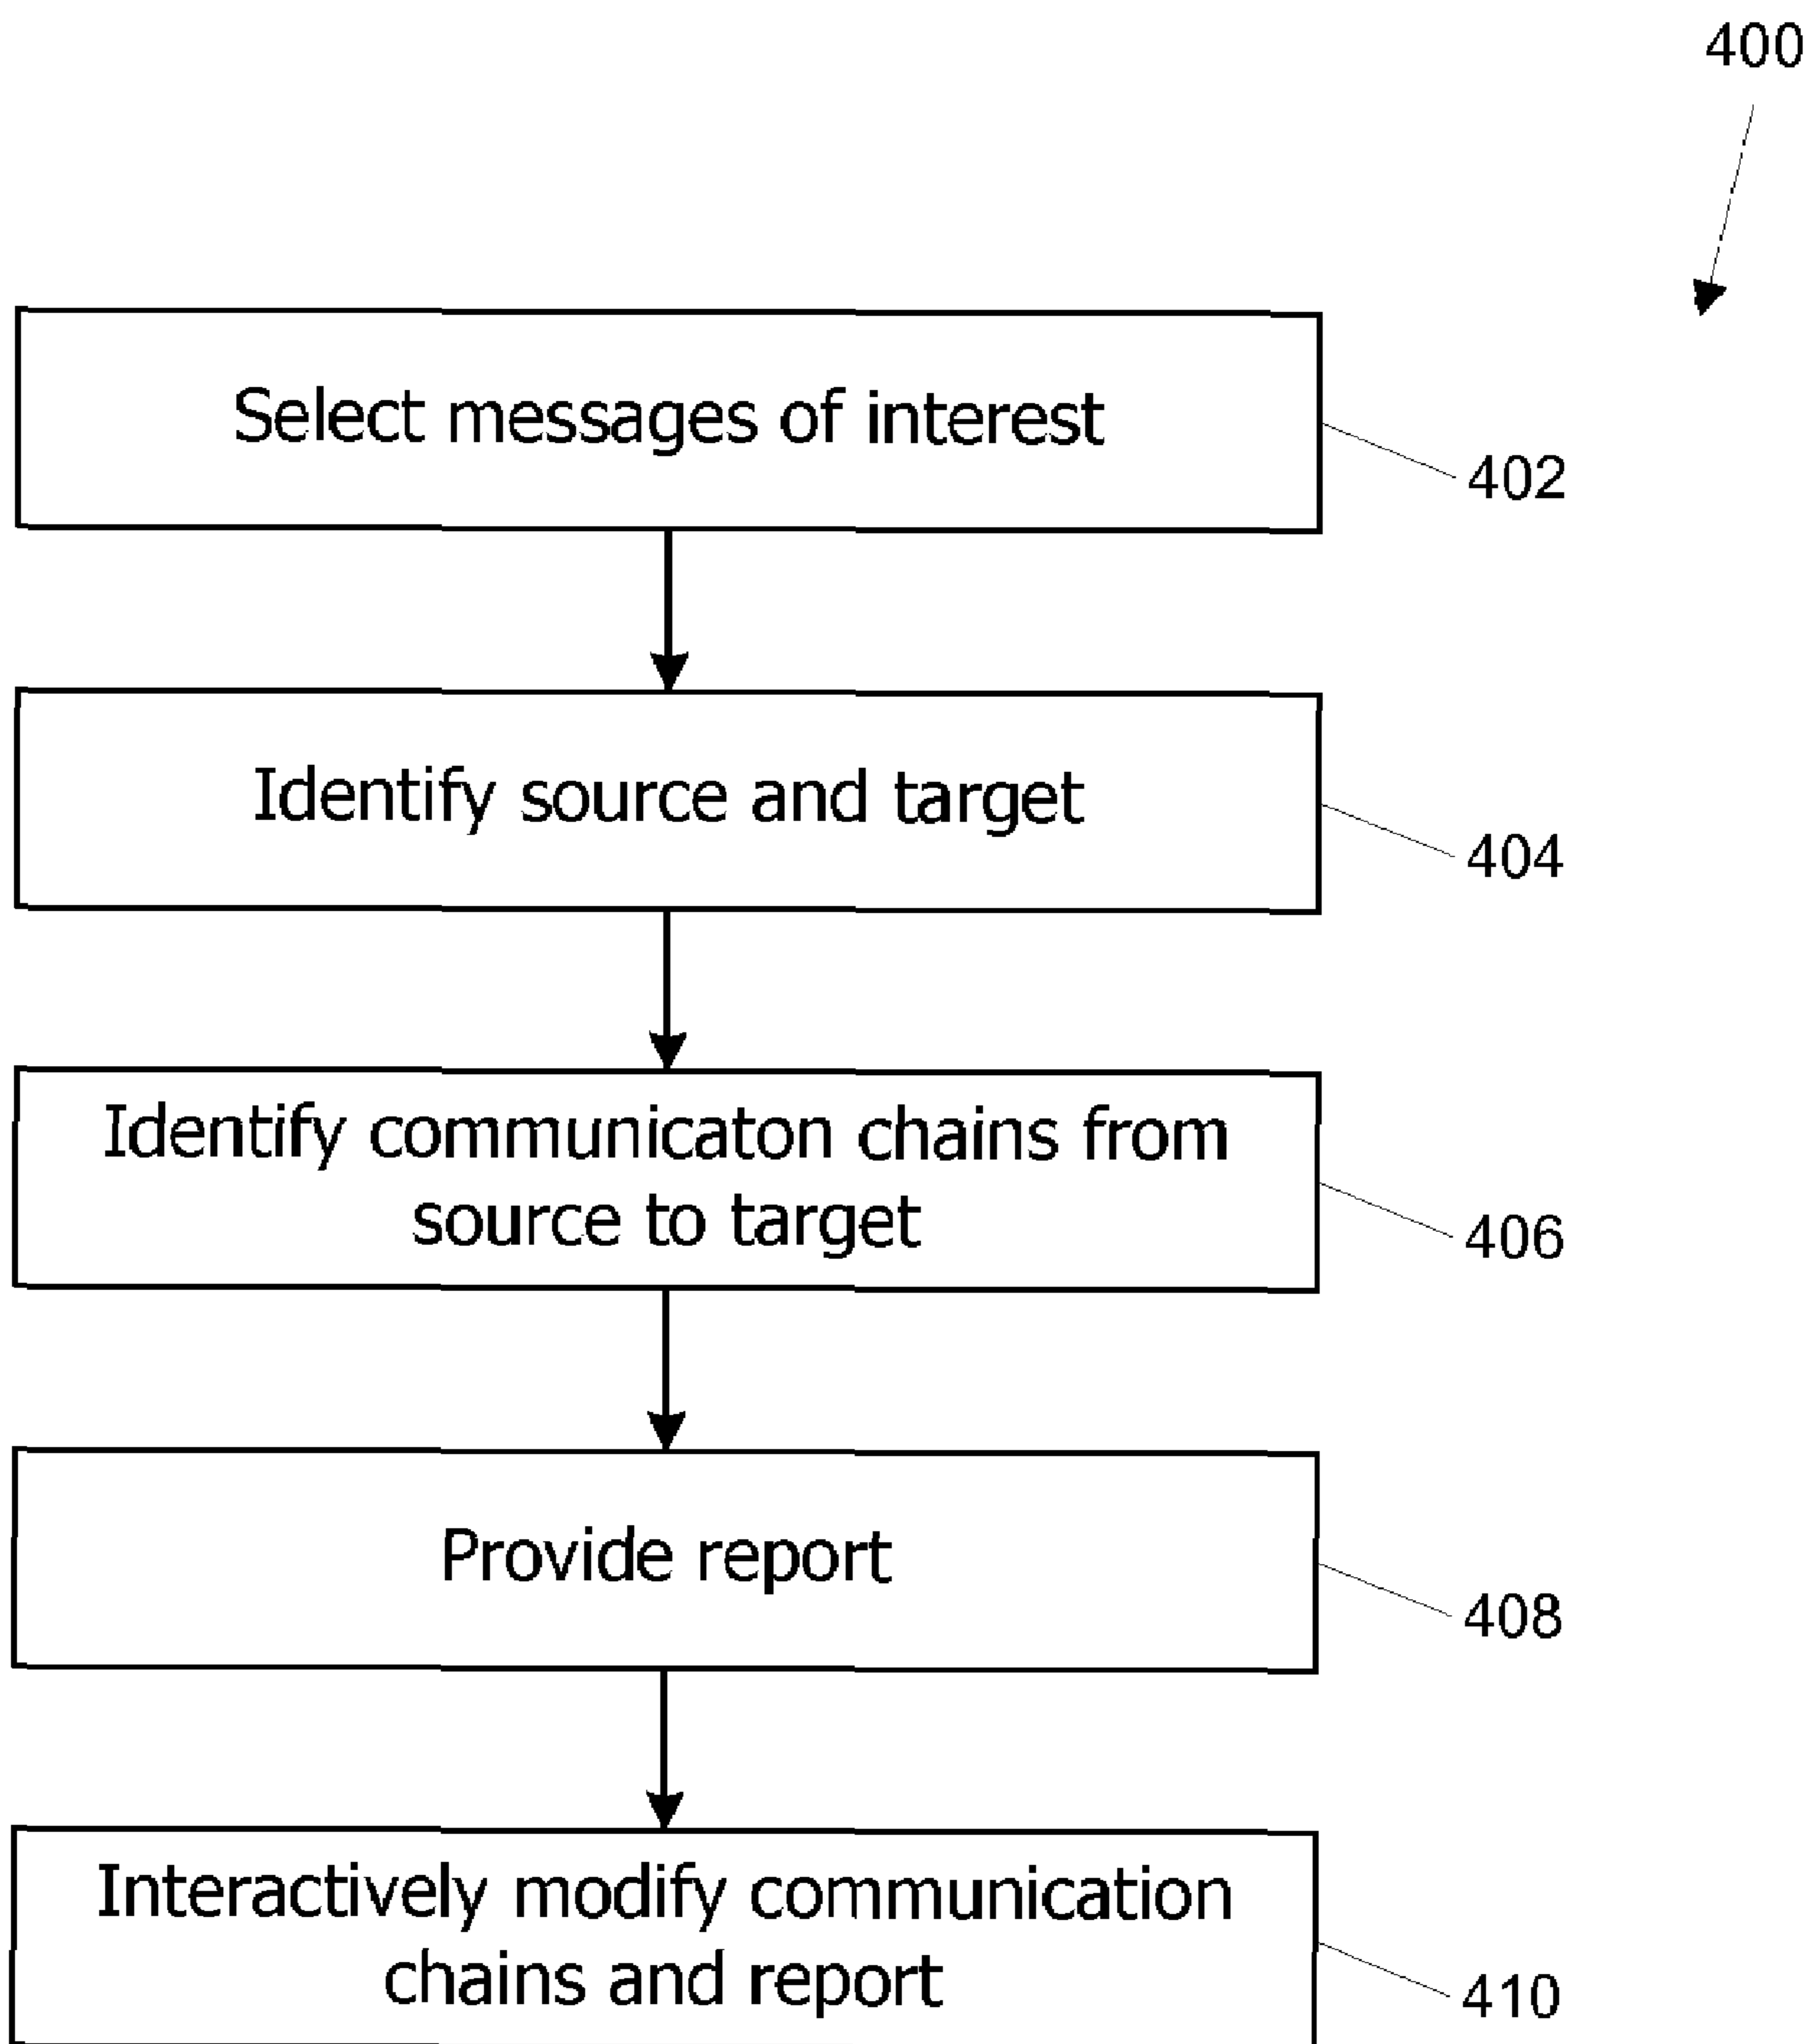 400
Select messages of interest
402
Identify source and target
404
Identify communicaton chains from
source to target
406
Provide report
408
Interactively modify communication
chains and report
410